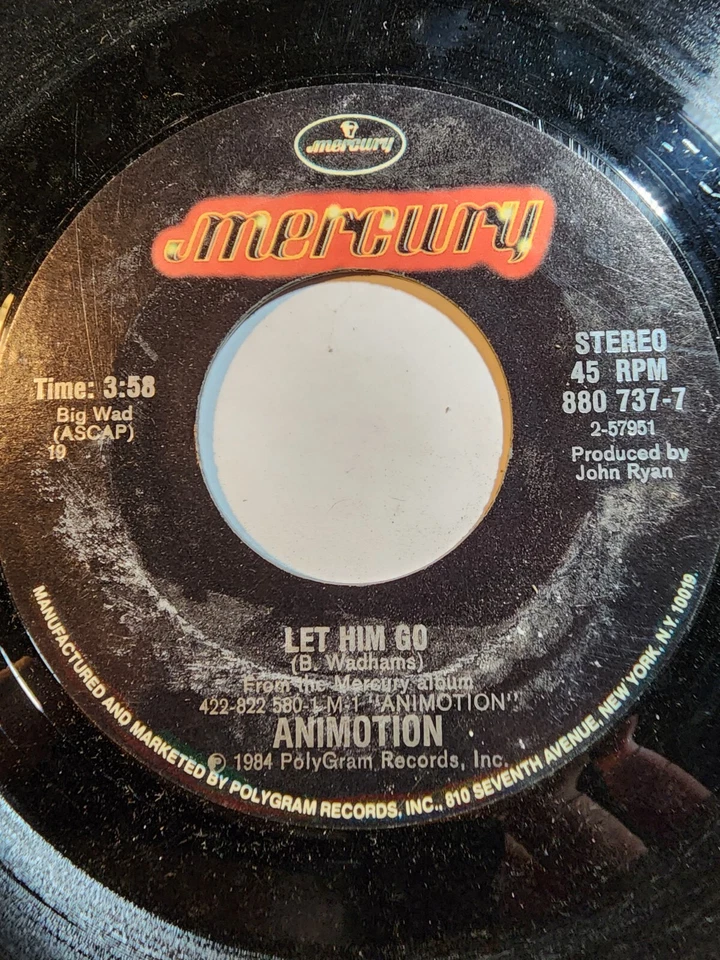 mercury
mercury
STEREO
45 RPM
880 737-7
2-57951
Produced by
John Ryan
Time: 3:58
Big Wad
(ASCAP)
19
LET HIM GO
(B. Wadhams)
From the Mercury album
422-822 580-1 M-1 "ANIMOTION"
ANIMOTION
℗ 1984 PolyGram Records, Inc.
MANUFACTURED AND MARKETED BY POLYGRAM RECORDS, INC., 810 SEVENTH AVENUE, NEW YORK, N.Y. 10019